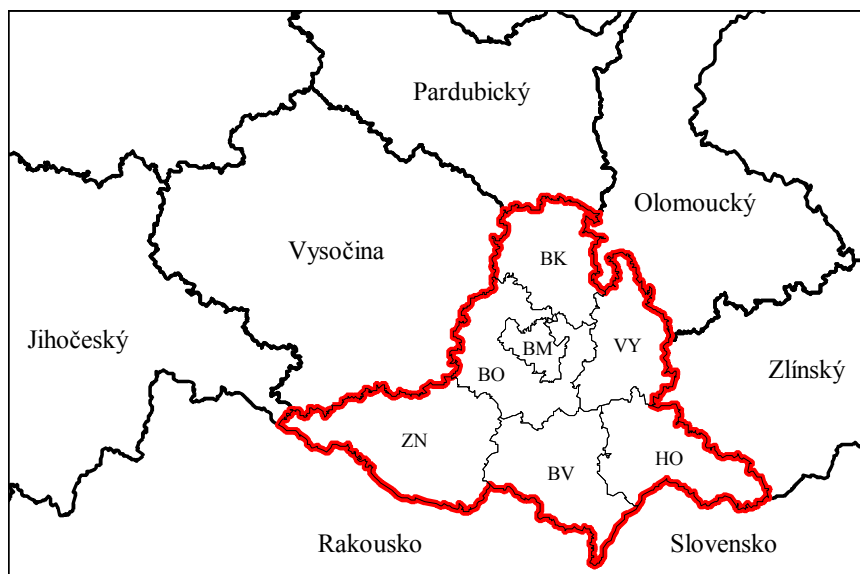 Pardubický
Olomoucký
Vysočina
BK
Jihočeský
BM
VY
BO
Zlínský
ZN
HO
BV
Rakousko
Slovensko